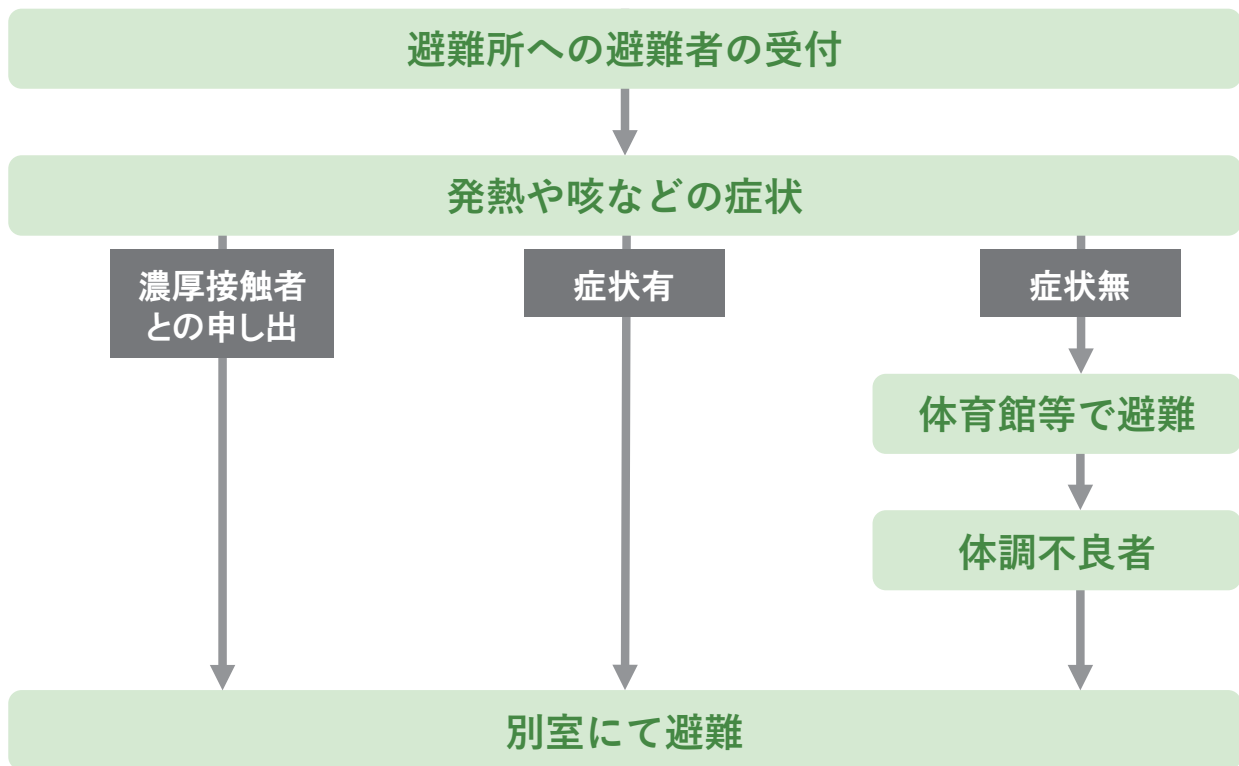 避難所への避難者の受付
発熱や咳などの症状
濃厚接触者
との申し出
症状有
症状無
体育館等で避難
体調不良者
別室にて避難